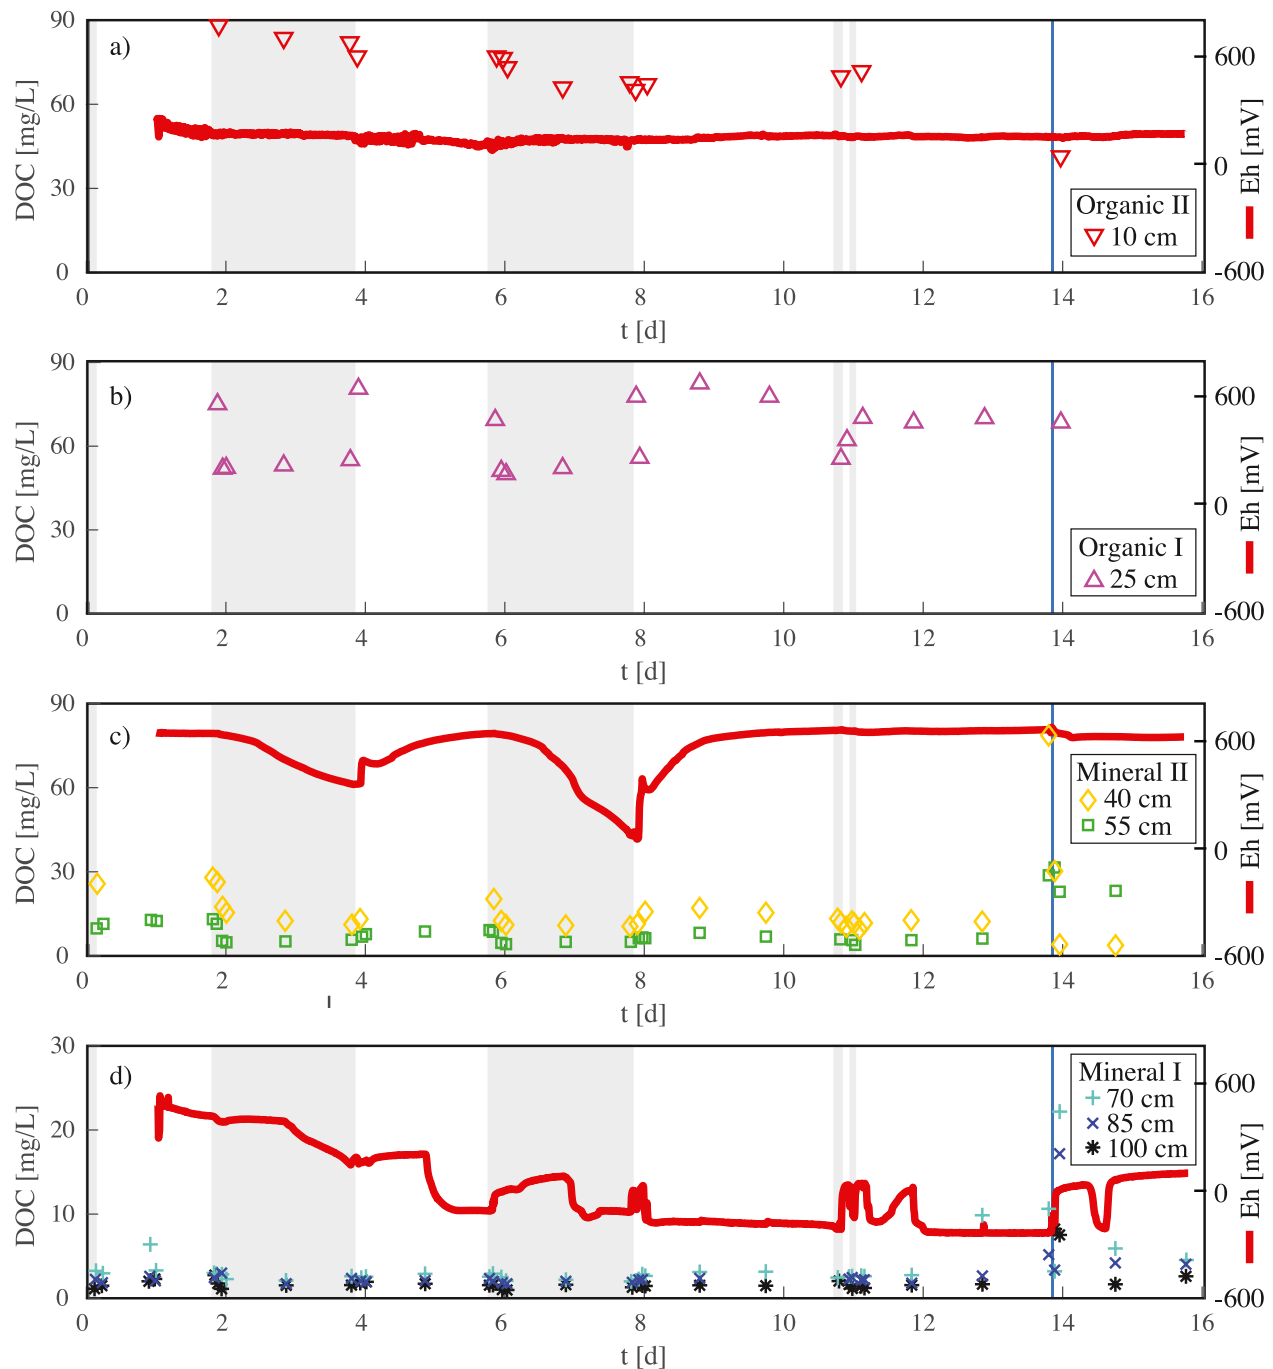 a)
DOC [mg/L]
90
60
30
0
600
0
-600
Eh [mV]
Organic II
10 cm
0 2 4 6 8 10 12 14 16
t [d]
b)
DOC [mg/L]
90
60
30
0
600
0
-600
Eh [mV]
Organic I
25 cm
0 2 4 6 8 10 12 14 16
t [d]
c)
DOC [mg/L]
90
60
30
0
600
0
-600
Eh [mV]
Mineral II
40 cm
55 cm
0 2 4 6 8 10 12 14 16
t [d]
d)
DOC [mg/L]
30
20
10
0
600
0
-600
Eh [mV]
Mineral I
70 cm
85 cm
100 cm
0 2 4 6 8 10 12 14 16
t [d]